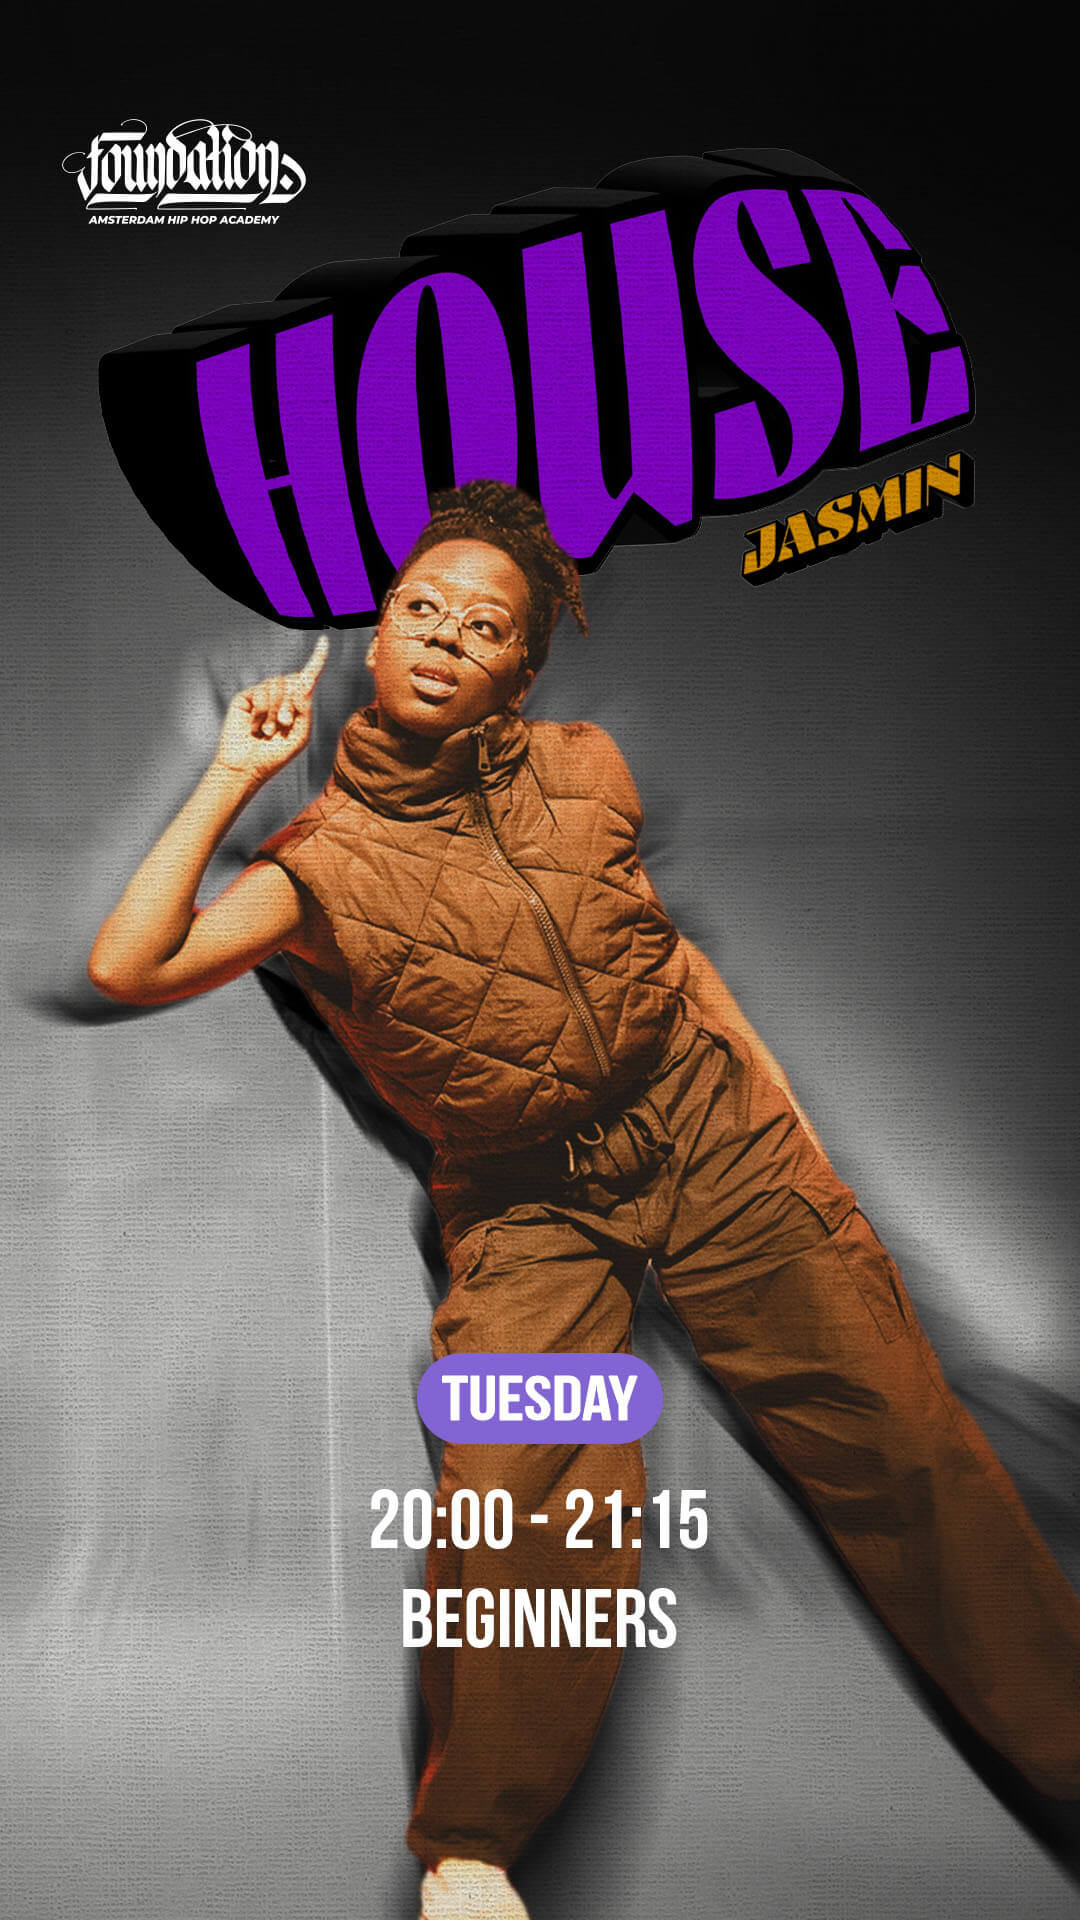 foundation
AMSTERDAM HIP HOP ACADEMY
HOUSE
JASMIN
TUESDAY
20:00 - 21:15
BEGINNERS